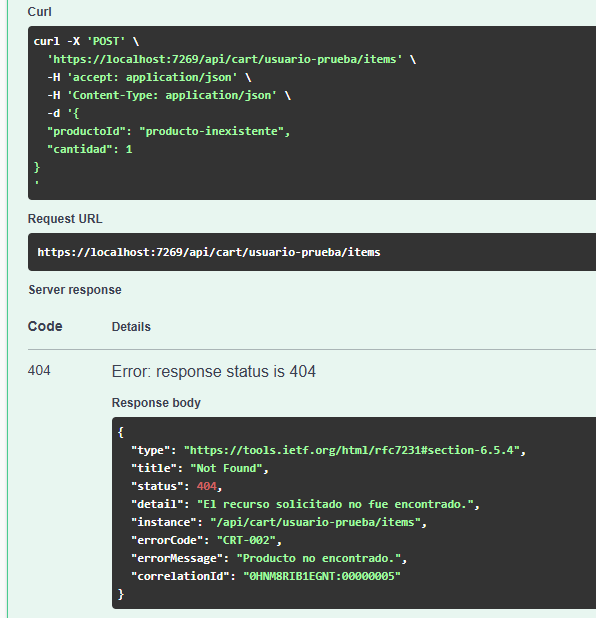 Curl
curl -X 'POST' \
'https://localhost:7269/api/cart/usuario-prueba/items' \
-H 'accept: application/json' \
-H 'Content-Type: application/json' \
-d '{
"productoId": "producto-inexistente",
"cantidad": 1
}
'
Request URL
https://localhost:7269/api/cart/usuario-prueba/items
Server response
Code Details
404 Error: response status is 404
Response body
{
"type": "https://tools.ietf.org/html/rfc7231#section-6.5.4",
"title": "Not Found",
"status": 404,
"detail": "El recurso solicitado no fue encontrado.",
"instance": "/api/cart/usuario-prueba/items",
"errorCode": "CRT-002",
"errorMessage": "Producto no encontrado.",
"correlationId": "0HNM8RIB1EGNT:00000005"
}